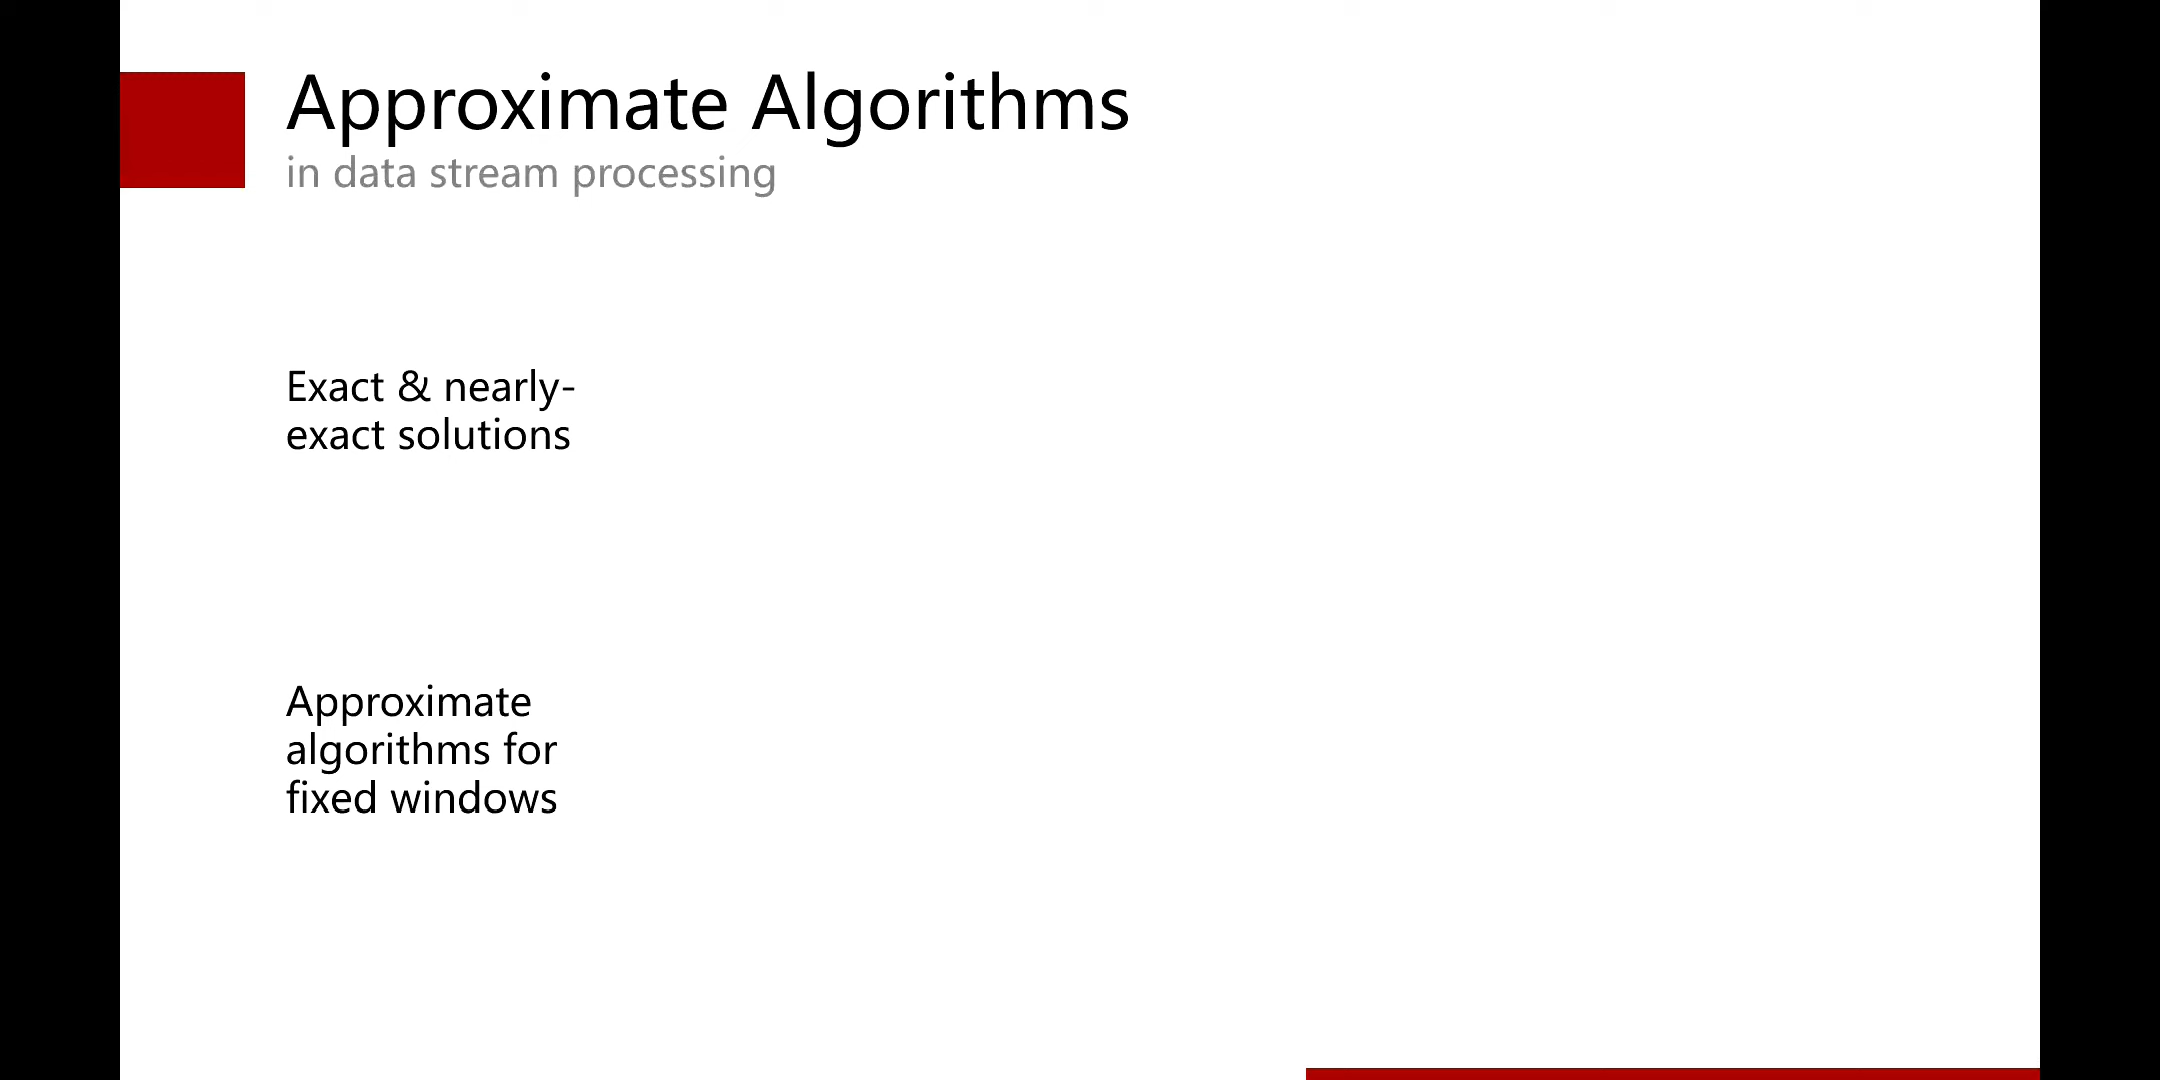 Approximate Algorithms
in data stream processing
Exact & nearly-
exact solutions
Approximate
algorithms for
fixed windows